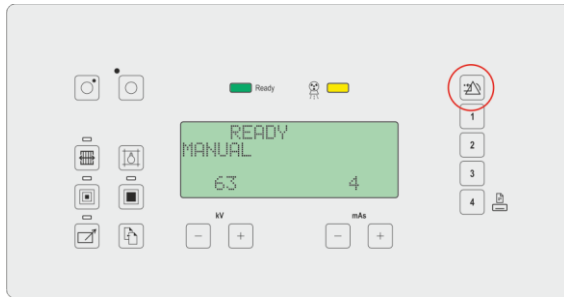 Ready
READY
MANUAL
63 4
kV mAs
- + - +
1
2
3
4